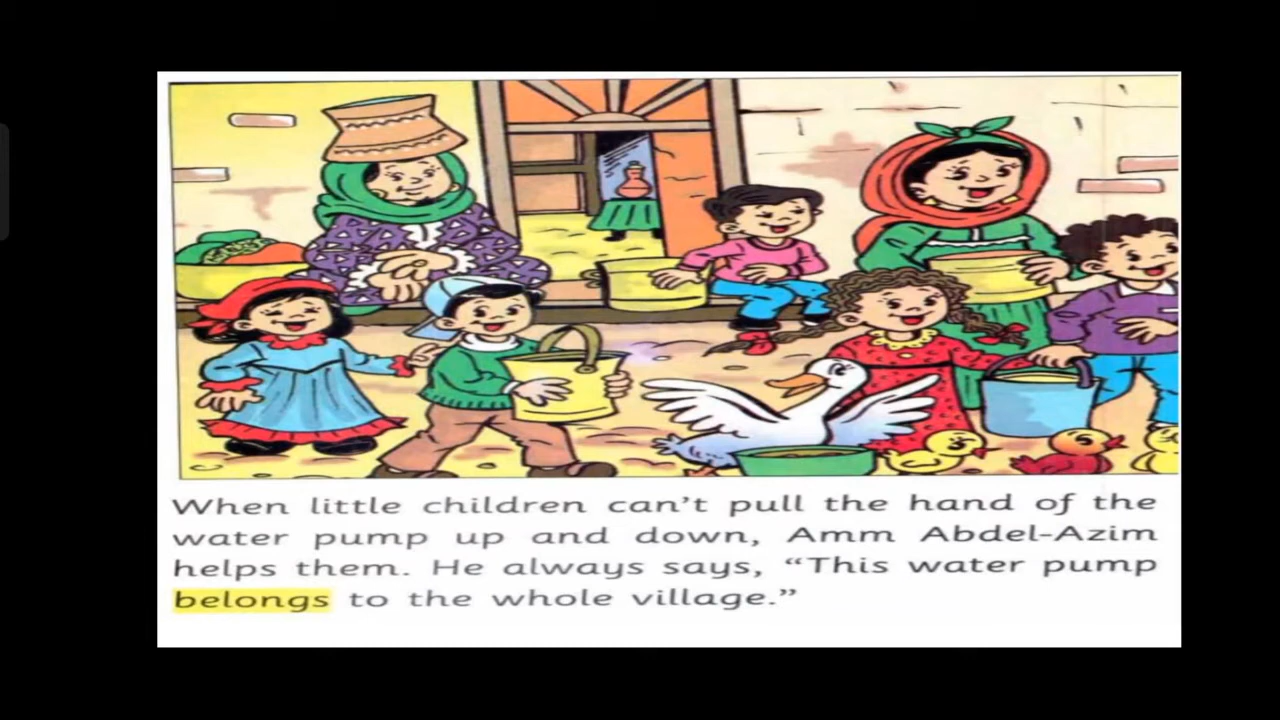 When little children can't pull the hand of the
water pump up and down, Amm Abdel-Azim
helps them. He always says, “This water pump
belongs to the whole village.”